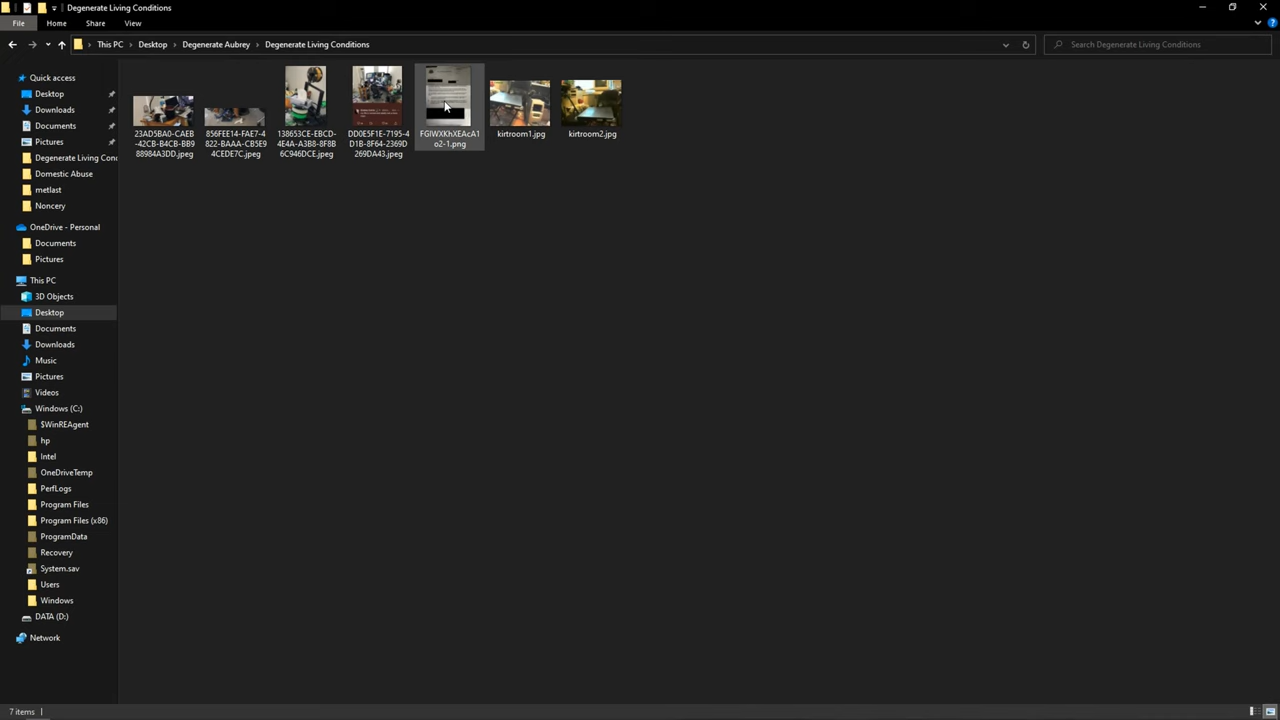 Degenerate Living Conditions
File Home Share View
This PC Desktop Degenerate Aubrey Degenerate Living Conditions
Search Degenerate Living Conditions
Quick access
Desktop
Downloads
Documents
Pictures
Degenerate Living Conc
Domestic Abuse
metlast
Noncery
OneDrive - Personal
Documents
Pictures
This PC
3D Objects
Desktop
Documents
Downloads
Music
Pictures
Videos
Windows (C:)
$WinREAgent
hp
Intel
OneDriveTemp
PerfLogs
Program Files
Program Files (x86)
ProgramData
Recovery
System.sav
Users
Windows
DATA (D:)
Network
23AD5BA0-CAEB
-42CB-B4CB-BB9
88984A3DD.jpeg
856FEE14-FAE7-4
822-BAAA-CB5E9
4CEDE7C.jpeg
138653CE-EBCD-
4E4A-A3B8-8F8B
6C946DCE.jpeg
DD0E5F1E-7195-4
D1B-8F64-2369D
269DA43.jpeg
FGIWXKhXEAcA1
o2-1.png
kirtroom1.jpg
kirtroom2.jpg
7 items